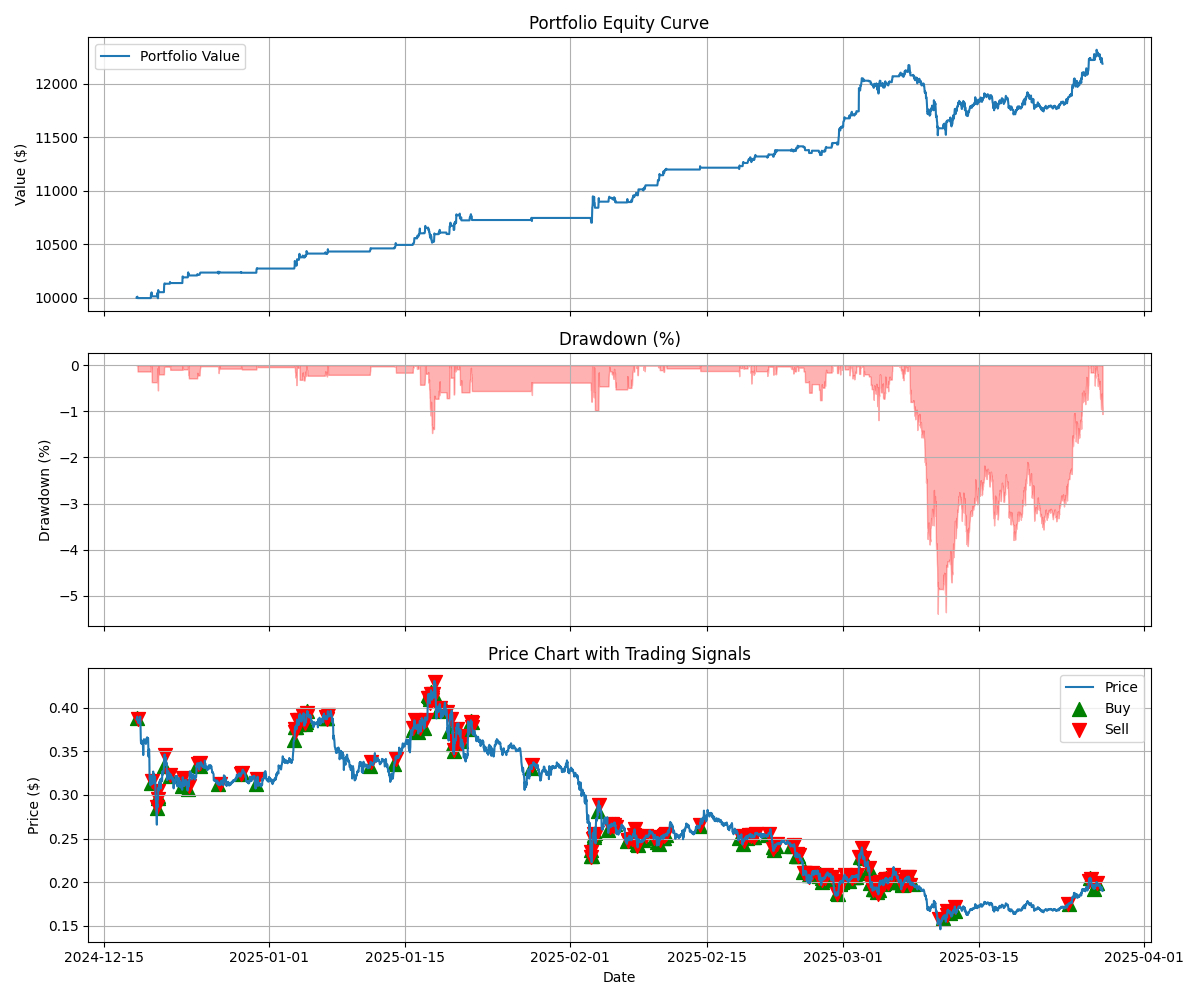 Portfolio Equity Curve
Portfolio Value
Value ($)
12000
11500
11000
10500
10000
Drawdown (%)
Drawdown (%)
0
−1
−2
−3
−4
−5
Price Chart with Trading Signals
Price
Buy
Sell
Price ($)
0.40
0.35
0.30
0.25
0.20
0.15
2024-12-15 2025-01-01 2025-01-15 2025-02-01 2025-02-15 2025-03-01 2025-03-15 2025-04-01
Date